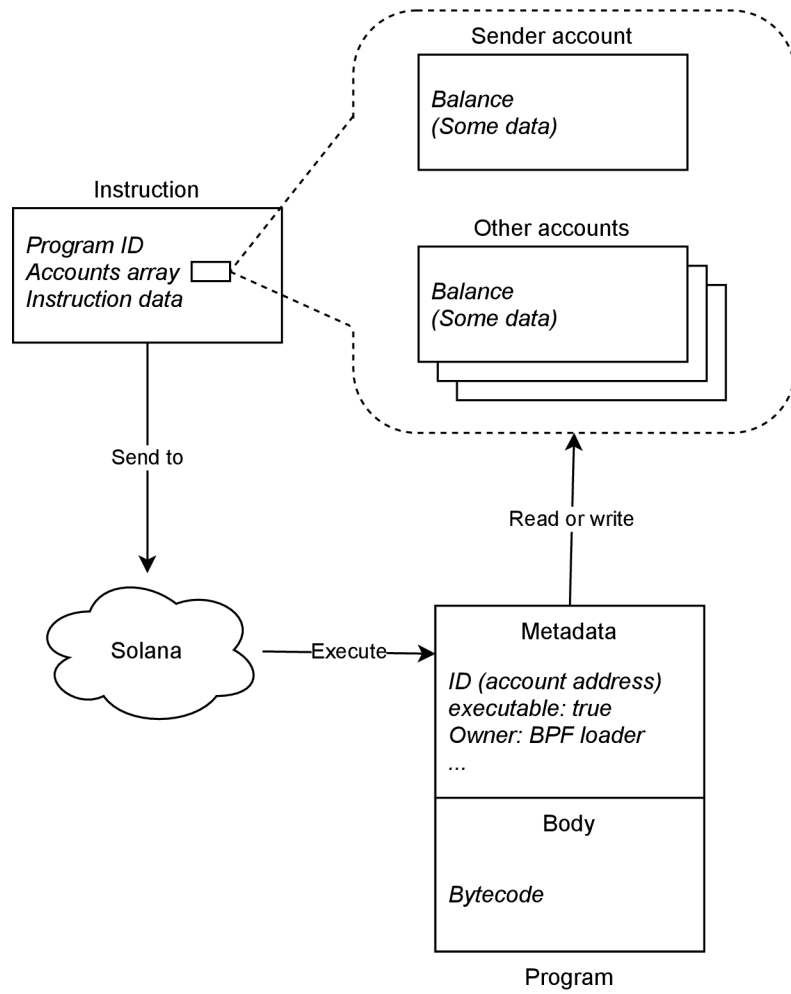 Sender account
Balance
(Some data)
Instruction
Program ID
Accounts array
Instruction data
Other accounts
Balance
(Some data)
Send to
Read or write
Solana
Execute
Metadata
ID (account address)
executable: true
Owner: BPF loader
...
Body
Bytecode
Program